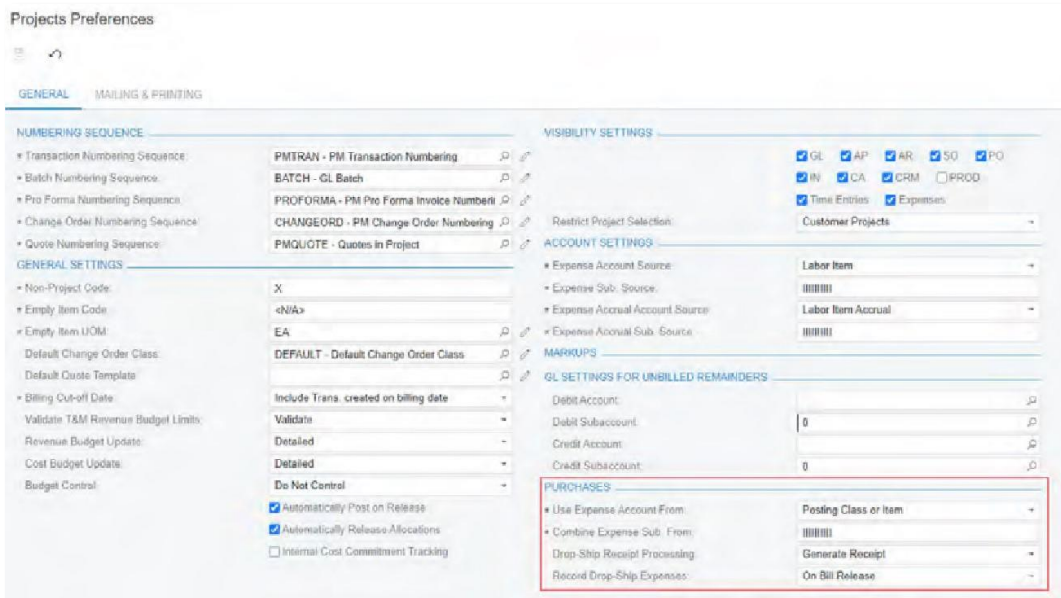 Projects Preferences
GENERAL MAILING & PRINTING
NUMBERING SEQUENCE
Transaction Numbering Sequence: PMTRAN - PM Transaction Numbering
Batch Numbering Sequence: BATCH - GL Batch
Pro Forma Numbering Sequence: PROFORMA - PM Pro Forma Invoice Numberi
Change Order Numbering Sequence: CHANGEORD - PM Change Order Numbering
Quote Numbering Sequence: PMQUOTE - Quotes in Project
GENERAL SETTINGS
Non-Project Code: X
Empty Item Code: <N/A>
Empty Item UOM: EA
Default Change Order Class: DEFAULT - Default Change Order Class
Default Quote Template:
Billing Cut-off Date: Include Trans. created on billing date
Validate T&M Revenue Budget Limits: Validate
Revenue Budget Update: Detailed
Cost Budget Update: Detailed
Budget Control: Do Not Control
Automatically Post on Release
Automatically Release Allocations
Internal Cost Commitment Tracking
VISIBILITY SETTINGS
GL AP AR SO PO
IN CA CRM PROD
Time Entries Expenses
Restrict Project Selection: Customer Projects
ACCOUNT SETTINGS
Expense Account Source: Labor Item
Expense Sub. Source:
Expense Accrual Account Source: Labor Item Accrual
Expense Accrual Sub. Source:
MARKUPS
GL SETTINGS FOR UNBILLED REMAINDERS
Debit Account:
Debit Subaccount: 0
Credit Account:
Credit Subaccount: 0
PURCHASES
Use Expense Account From: Posting Class or Item
Combine Expense Sub. From:
Drop-Ship Receipt Processing: Generate Receipt
Record Drop-Ship Expenses: On Bill Release